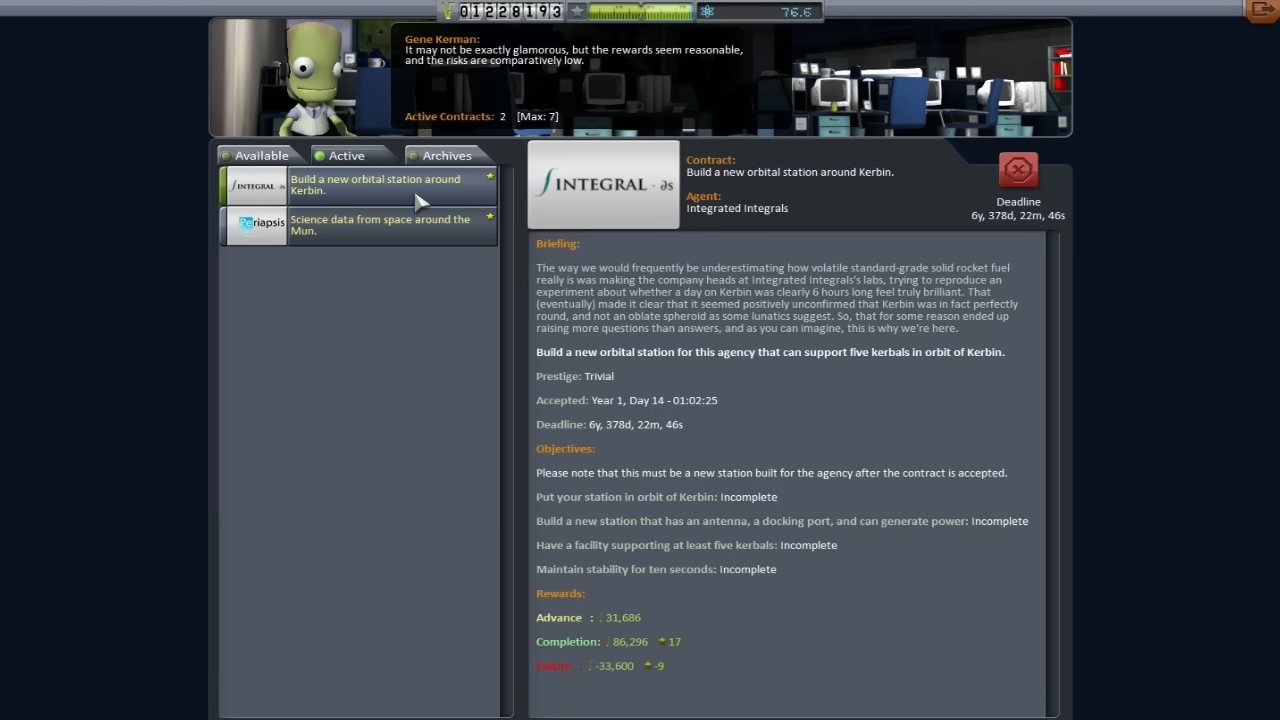 01228193
76.6
Gene Kerman:
It may not be exactly glamorous, but the rewards seem reasonable,
and the risks are comparatively low.
Active Contracts: 2 [Max: 7]
Available Active Archives
INTEGRAL - ∂s
Build a new orbital station around
Kerbin.
Periapsis
Science data from space around the
Mun.
∫INTEGRAL - ∂s
Contract:
Build a new orbital station around Kerbin.
Agent:
Integrated Integrals
Deadline
6y, 378d, 22m, 46s
Briefing:
The way we would frequently be underestimating how volatile standard-grade solid rocket fuel
really is was making the company heads at Integrated Integrals's labs, trying to reproduce an
experiment about whether a day on Kerbin was clearly 6 hours long feel truly brilliant. That
(eventually) made it clear that it seemed positively unconfirmed that Kerbin was in fact perfectly
round, and not an oblate spheroid as some lunatics suggest. So, that for some reason ended up
raising more questions than answers, and as you can imagine, this is why we're here.
Build a new orbital station for this agency that can support five kerbals in orbit of Kerbin.
Prestige: Trivial
Accepted: Year 1, Day 14 - 01:02:25
Deadline: 6y, 378d, 22m, 46s
Objectives:
Please note that this must be a new station built for the agency after the contract is accepted.
Put your station in orbit of Kerbin: Incomplete
Build a new station that has an antenna, a docking port, and can generate power: Incomplete
Have a facility supporting at least five kerbals: Incomplete
Maintain stability for ten seconds: Incomplete
Rewards:
Advance : 31,686
Completion: 86,296 17
Failure : -33,600 -9